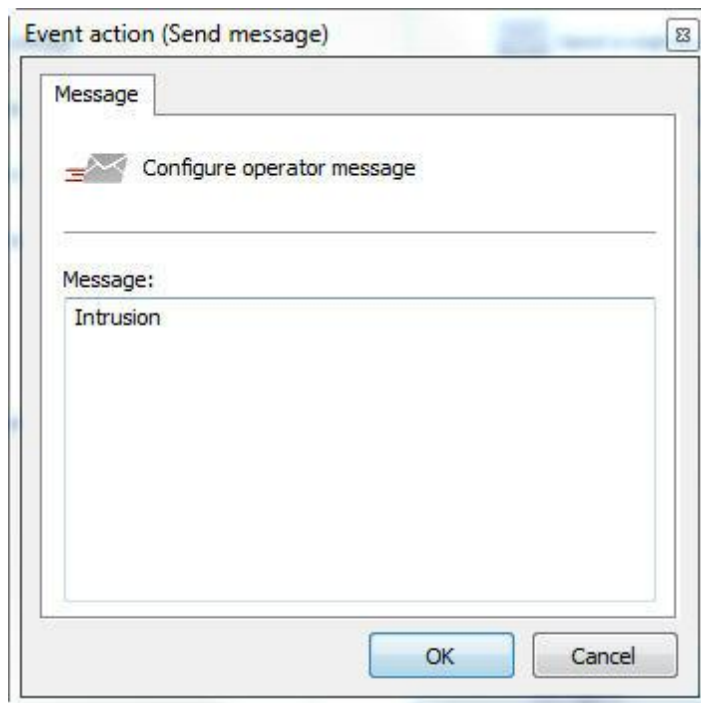 Event action (Send message)
Message
Configure operator message
Message:
Intrusion
OK
Cancel